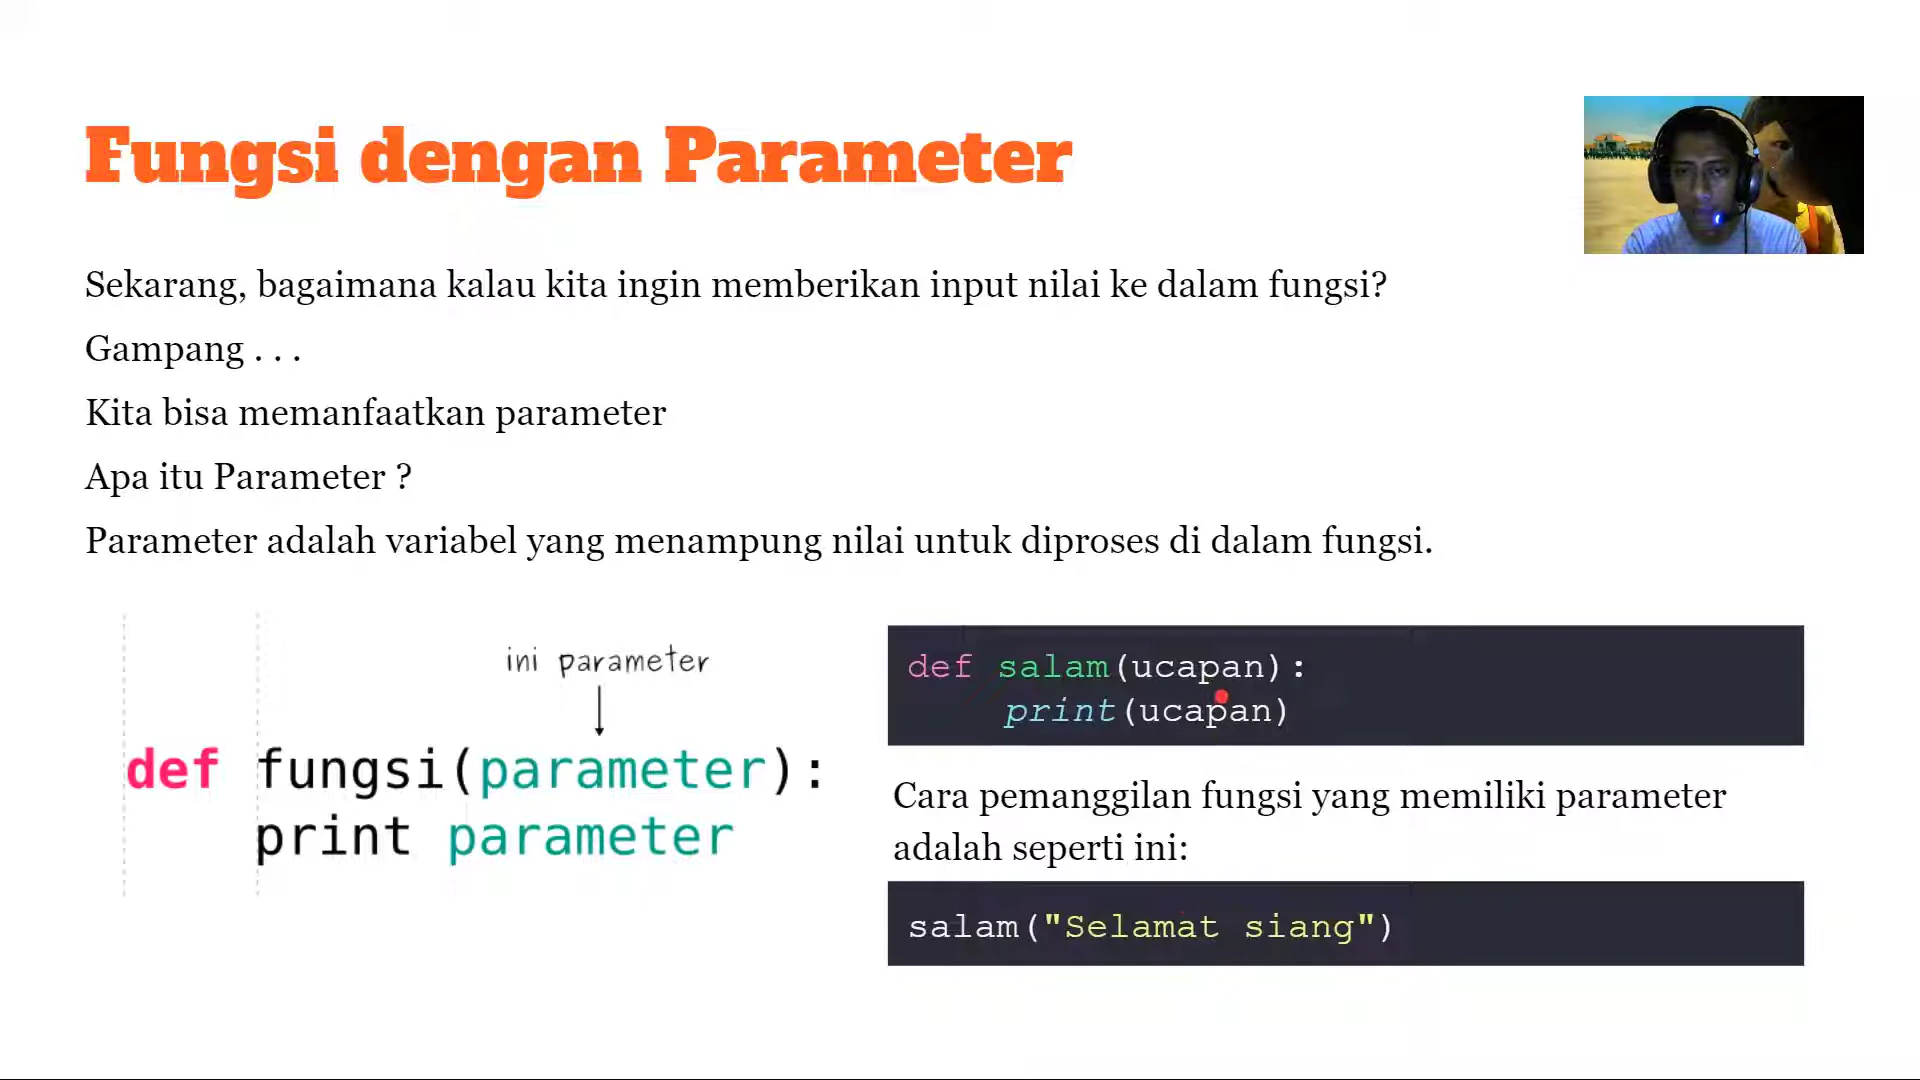 Fungsi dengan Parameter
Sekarang, bagaimana kalau kita ingin memberikan input nilai ke dalam fungsi?
Gampang . . .
Kita bisa memanfaatkan parameter
Apa itu Parameter ?
Parameter adalah variabel yang menampung nilai untuk diproses di dalam fungsi.
ini parameter
def fungsi(parameter):
print parameter
def salam(ucapan):
print(ucapan)
Cara pemanggilan fungsi yang memiliki parameter
adalah seperti ini:
salam("Selamat siang")